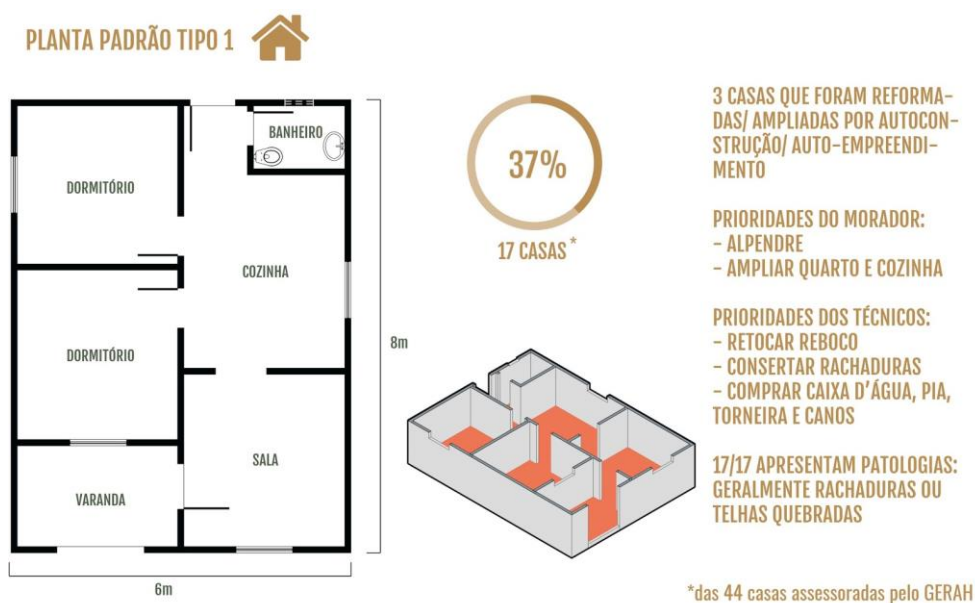 PLANTA PADRÃO TIPO 1
BANHEIRO
DORMITÓRIO
COZINHA
DORMITÓRIO
SALA
VARANDA
8m
6m
37%
17 CASAS*
3 CASAS QUE FORAM REFORMA-
DAS/ AMPLIADAS POR AUTOCON-
STRUÇÃO/ AUTO-EMPREENDI-
MENTO
PRIORIDADES DO MORADOR:
- ALPENDRE
- AMPLIAR QUARTO E COZINHA
PRIORIDADES DOS TÉCNICOS:
- RETOCAR REBOCO
- CONSERTAR RACHADURAS
- COMPRAR CAIXA D'ÁGUA, PIA,
TORNEIRA E CANOS
17/17 APRESENTAM PATOLOGIAS:
GERALMENTE RACHADURAS OU
TELHAS QUEBRADAS
*das 44 casas assessoradas pelo GERAH